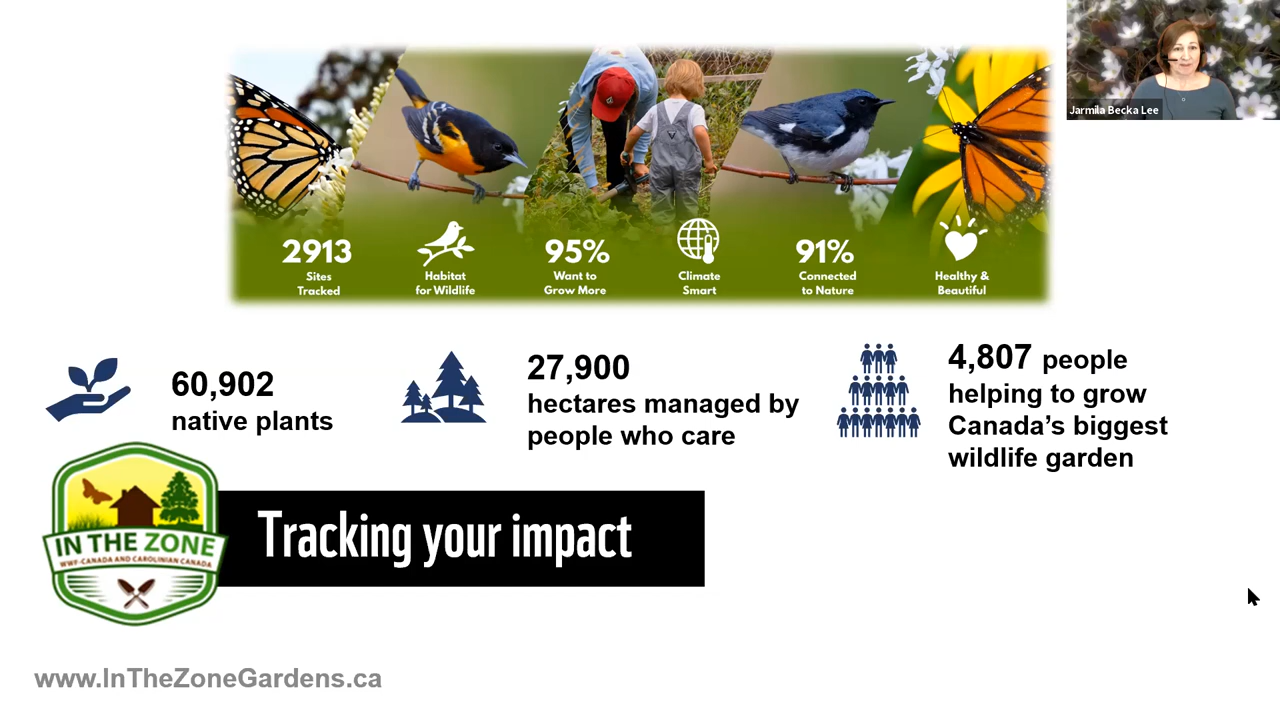 Jarmila Becka Lee
2913
Sites
Tracked
Habitat
for Wildlife
95%
Want to
Grow More
Climate
Smart
91%
Connected
to Nature
Healthy &
Beautiful
60,902
native plants
27,900
hectares managed by
people who care
4,807 people
helping to grow
Canada's biggest
wildlife garden
IN THE ZONE
WWF-CANADA AND CAROLINIAN CANADA
Tracking your impact
www.InTheZoneGardens.ca